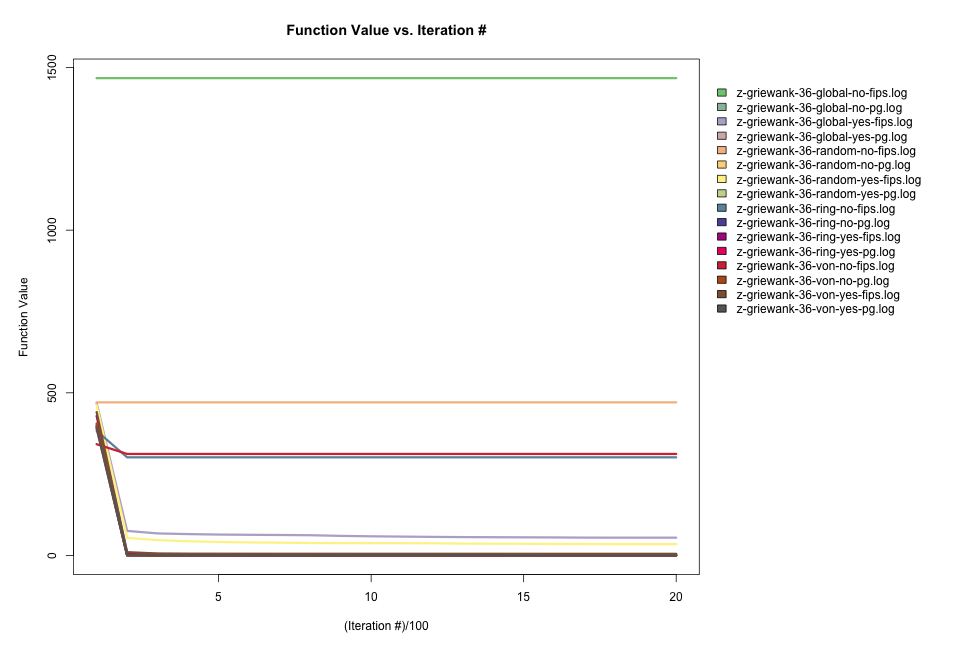 Function Value vs. Iteration #
1500
1000
500
0
Function Value
5
10
15
20
(Iteration #)/100
z-griewank-36-global-no-fips.log
z-griewank-36-global-no-pg.log
z-griewank-36-global-yes-fips.log
z-griewank-36-global-yes-pg.log
z-griewank-36-random-no-fips.log
z-griewank-36-random-no-pg.log
z-griewank-36-random-yes-fips.log
z-griewank-36-random-yes-pg.log
z-griewank-36-ring-no-fips.log
z-griewank-36-ring-no-pg.log
z-griewank-36-ring-yes-fips.log
z-griewank-36-ring-yes-pg.log
z-griewank-36-von-no-fips.log
z-griewank-36-von-no-pg.log
z-griewank-36-von-yes-fips.log
z-griewank-36-von-yes-pg.log